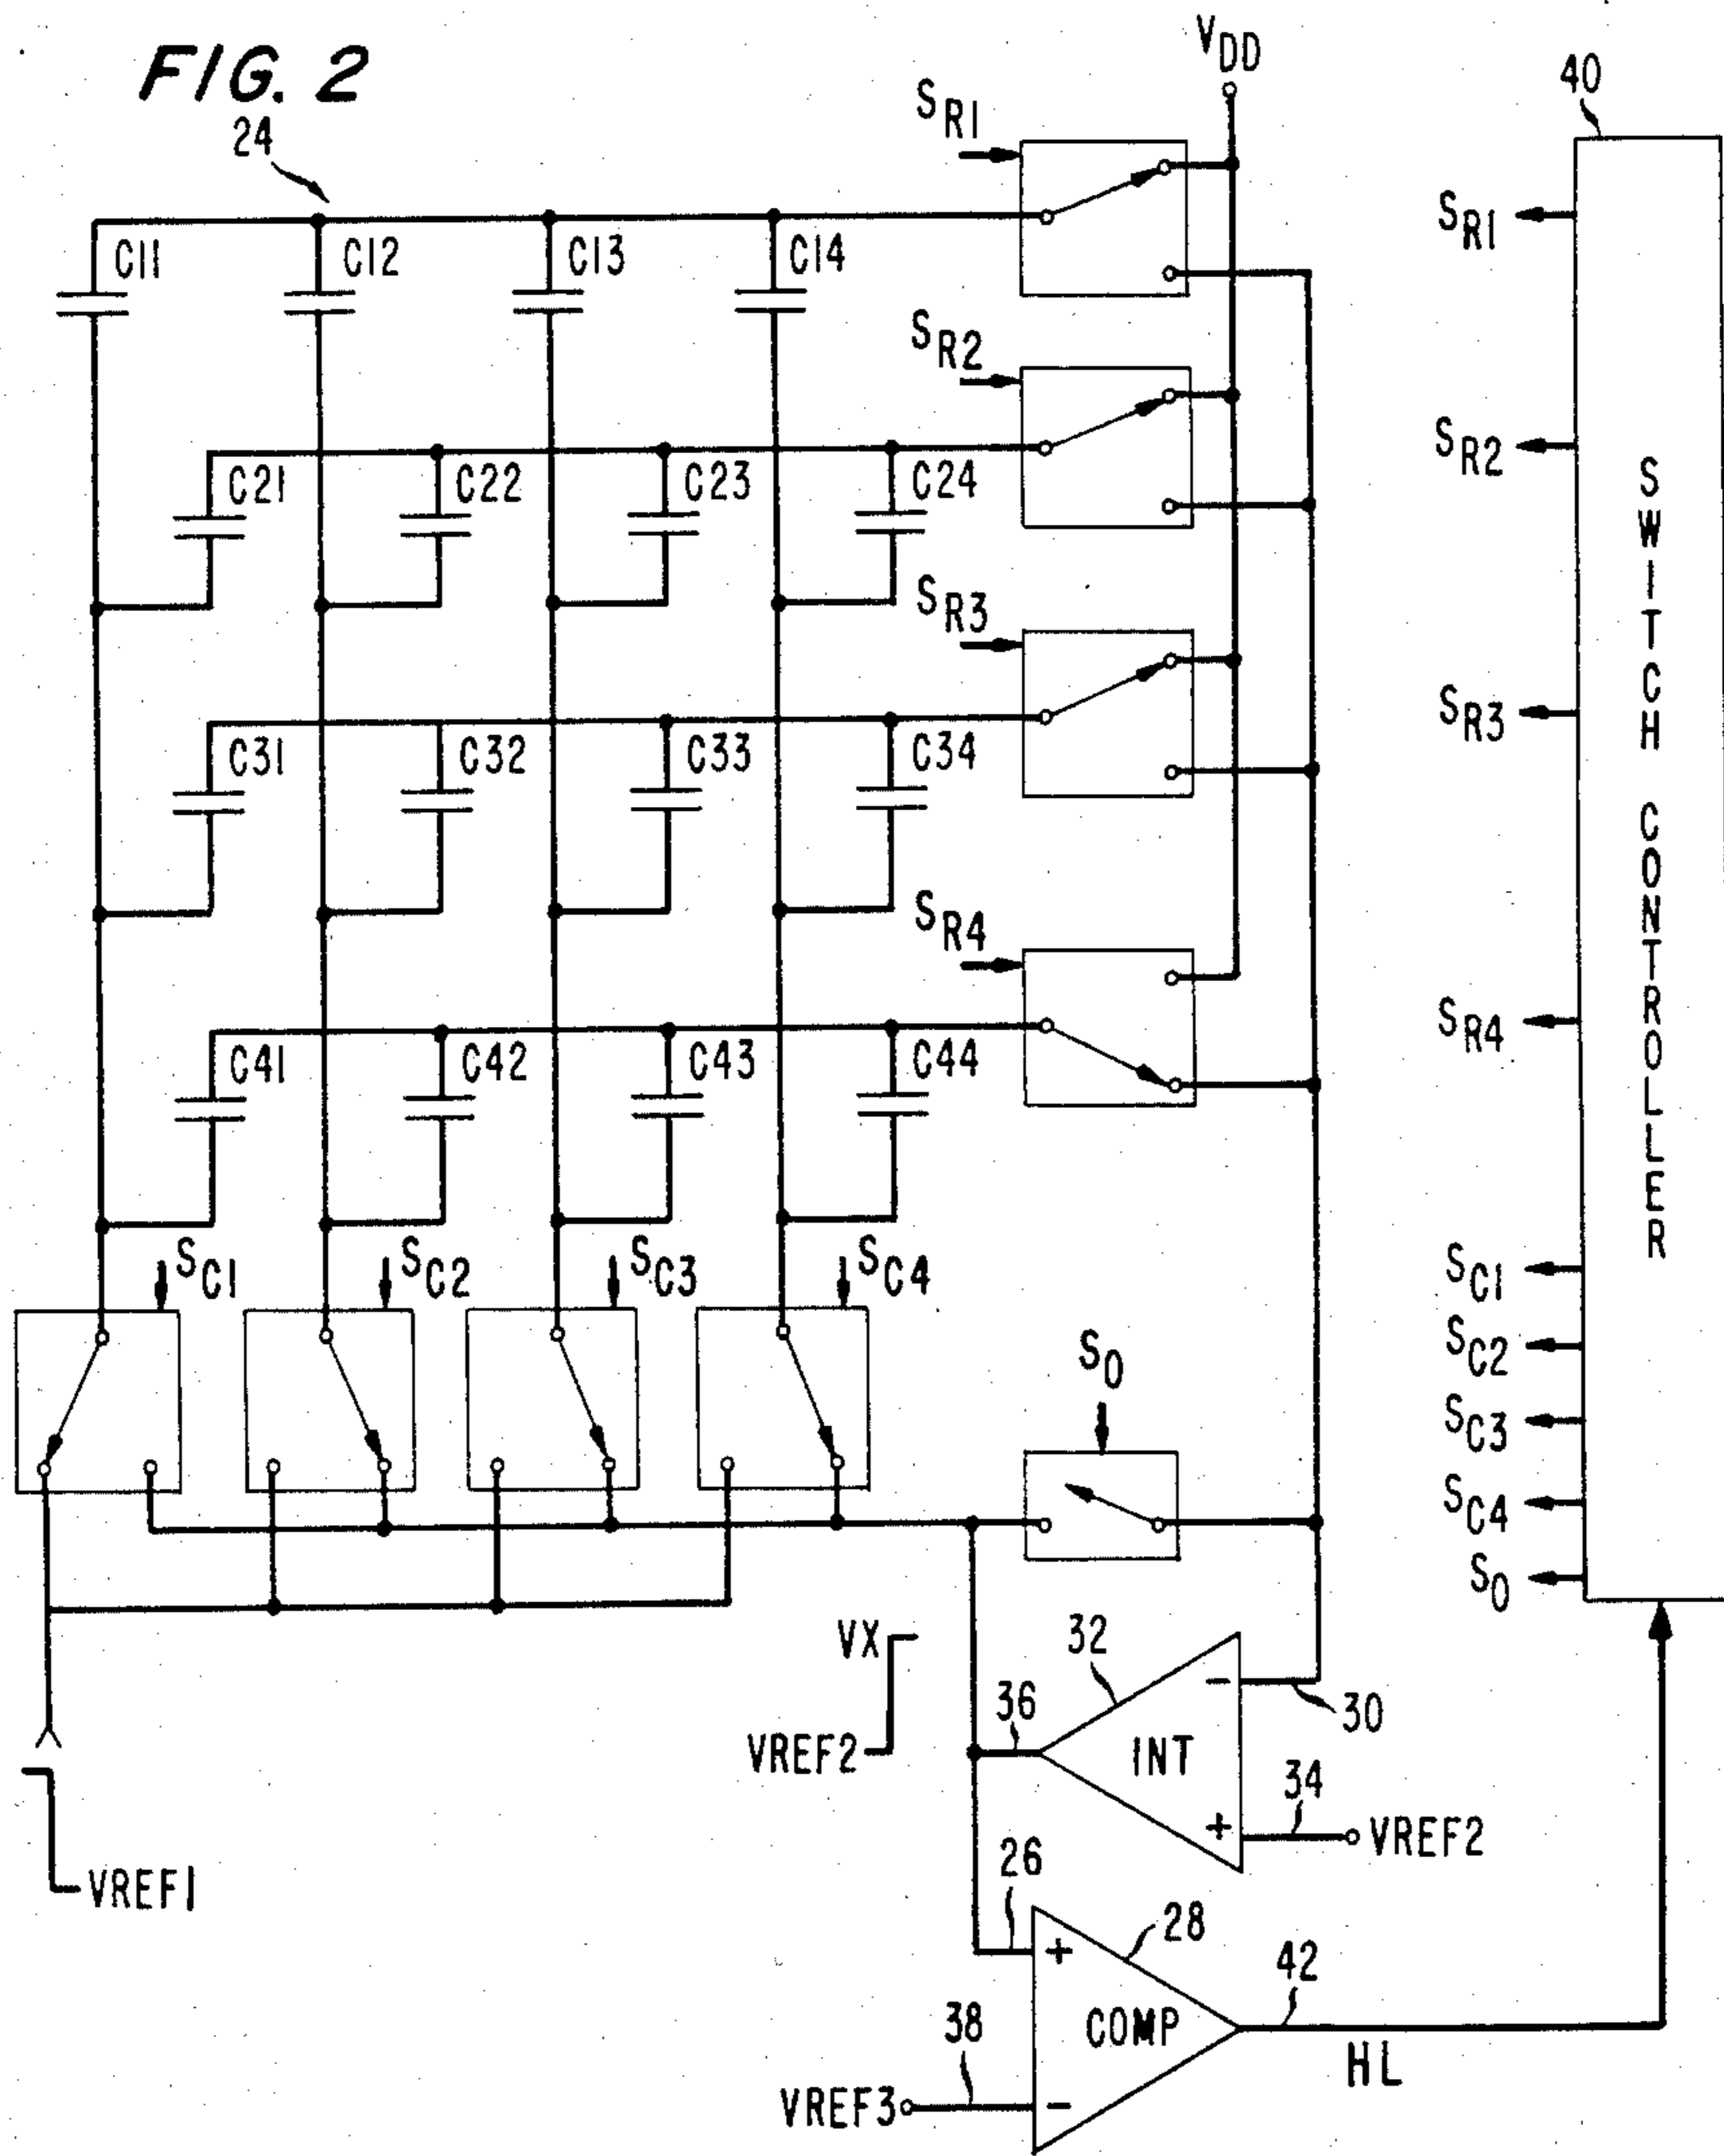 FIG. 2
24
VDD
40
SR1
C11 C12 C13 C14
SR1
SR2
C21 C22 C23 C24
SR2
SR3
C31 C32 C33 C34
SR3
SR4
C41 C42 C43 C44
SR4
SWITCH CONTROLLER
SC1 SC2 SC3 SC4
SC1
SC2
SC3
SC4
S0
S0
VX
VREF2
32
36
INT
-
+
30
34
VREF2
VREF1
26
28
+
COMP
-
38
VREF3
42
HL